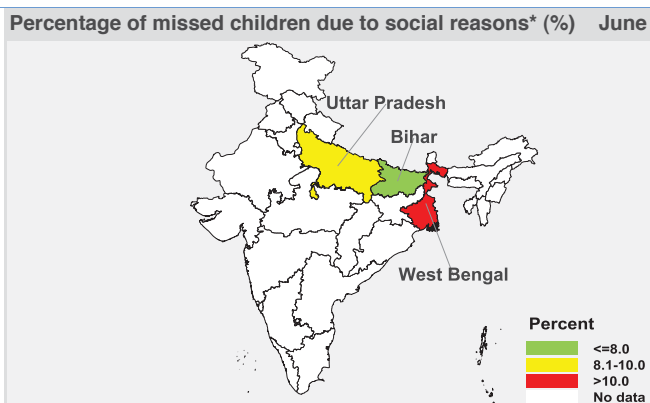 Percentage of missed children due to social reasons* (%) June
Uttar Pradesh
Bihar
West Bengal
Percent
<=8.0
8.1-10.0
>10.0
No data